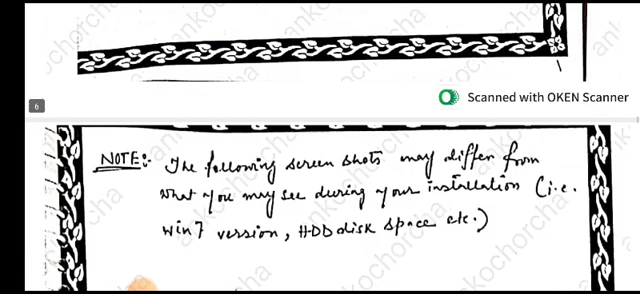 Scanned with OKEN Scanner
6
NOTE:- The following screen shots may differ from
what you may see during your installation (i.e.
win7 version, HDD disk space etc.)